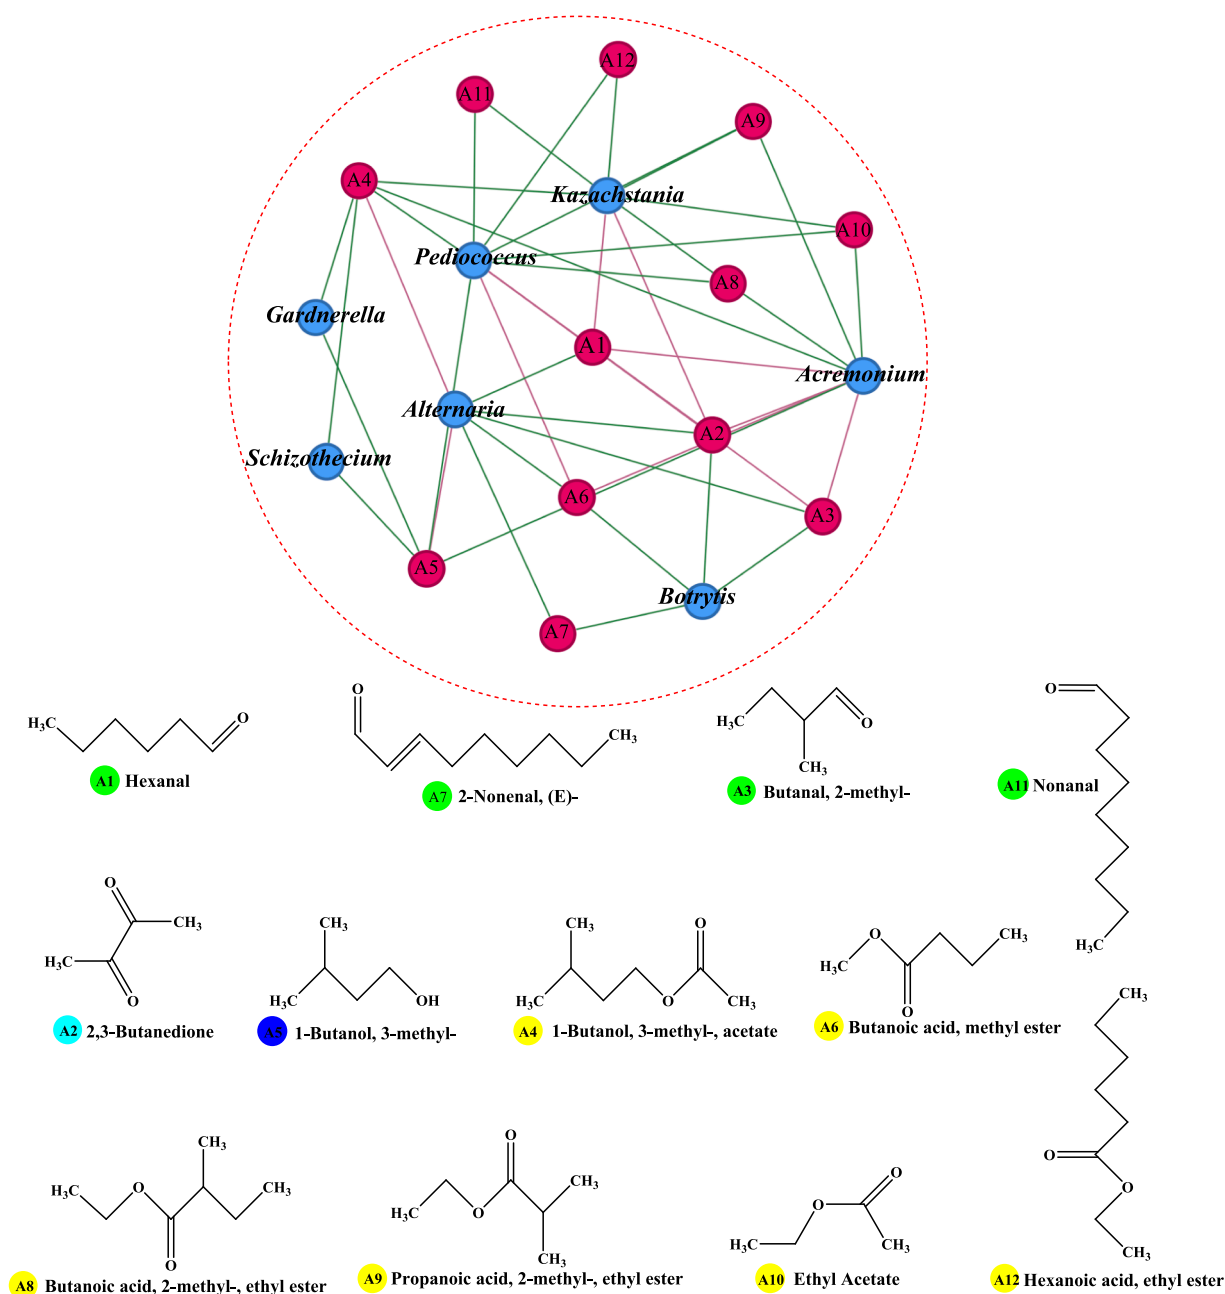 A12
A11
A9
A4
Kazachstania
A10
Pediococcus
A8
Gardnerella
A1
Acremonium
Alternaria
A2
Schizothecium
A6
A3
A5
Botrytis
A7
H₃C
O
A1 Hexanal
O
CH₃
A7 2-Nonenal, (E)-
H₃C
O
CH₃
A3 Butanal, 2-methyl-
O
H₃C
A11 Nonanal
O
CH₃
H₃C
O
A2 2,3-Butanedione
CH₃
H₃C
OH
A5 1-Butanol, 3-methyl-
CH₃
O
H₃C
O
CH₃
A4 1-Butanol, 3-methyl-, acetate
O
CH₃
H₃C
O
A6 Butanoic acid, methyl ester
CH₃
O
O
CH₃
A12 Hexanoic acid, ethyl ester
CH₃
H₃C
O
CH₃
O
A8 Butanoic acid, 2-methyl-, ethyl ester
O
CH₃
H₃C
O
CH₃
A9 Propanoic acid, 2-methyl-, ethyl ester
O
O
H₃C
CH₃
A10 Ethyl Acetate